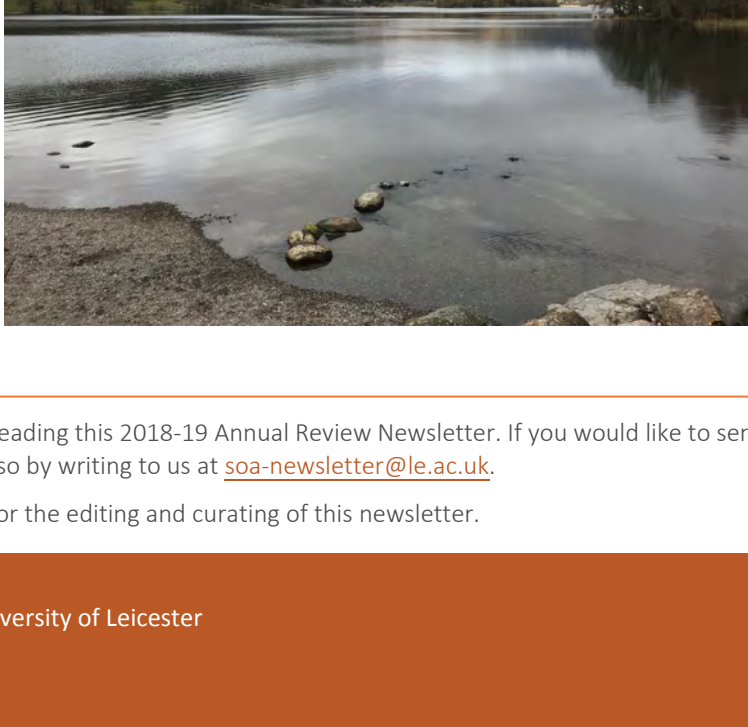 eading this 2018-19 Annual Review Newsletter. If you would like to ser
so by writing to us at soa-newsletter@le.ac.uk.
or the editing and curating of this newsletter.
versity of Leicester